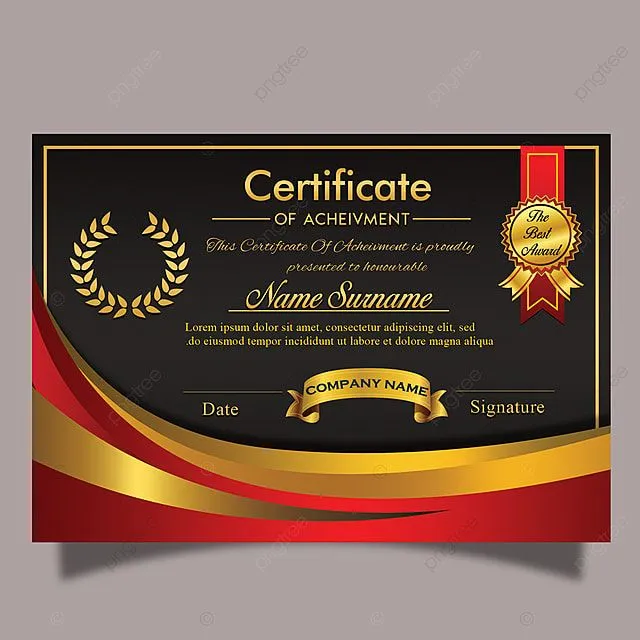 Certificate
OF ACHEIVMENT
This Certificate Of Acheivment is proudly
presented to honourable
Name Surname
Lorem ipsum dolor sit amet, consectetur adipiscing elit, sed
.do eiusmod tempor incididunt ut labore et dolore magna aliqua
The
Best
Award
COMPANY NAME
Date
Signature
pngtree